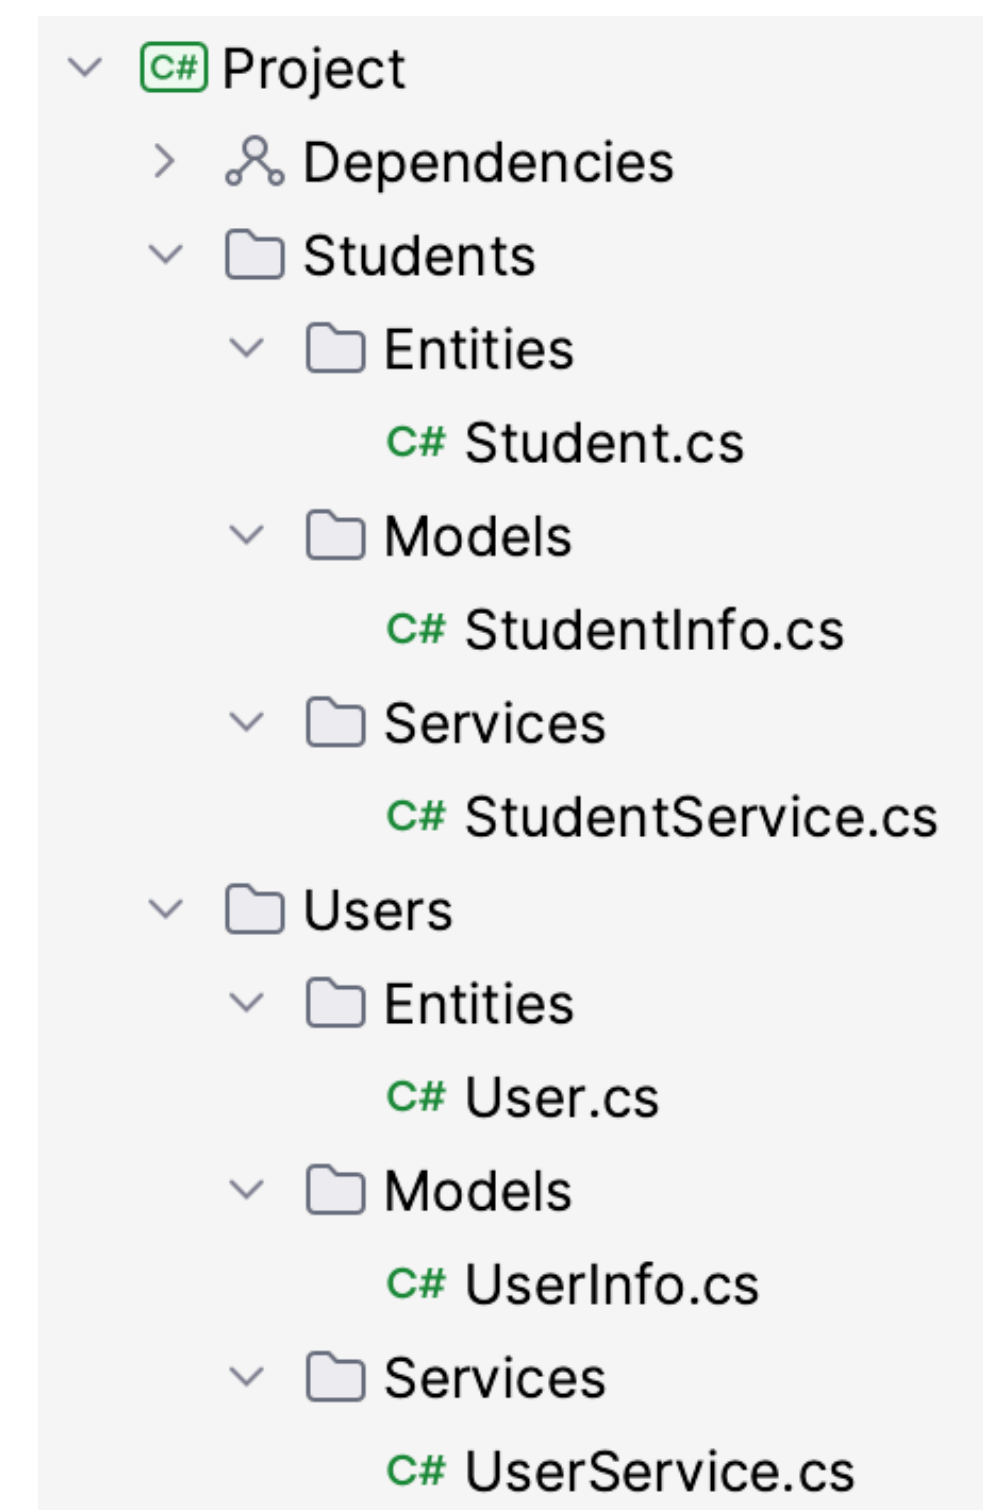 C# Project
Dependencies
Students
Entities
C# Student.cs
Models
C# StudentInfo.cs
Services
C# StudentService.cs
Users
Entities
C# User.cs
Models
C# UserInfo.cs
Services
C# UserService.cs